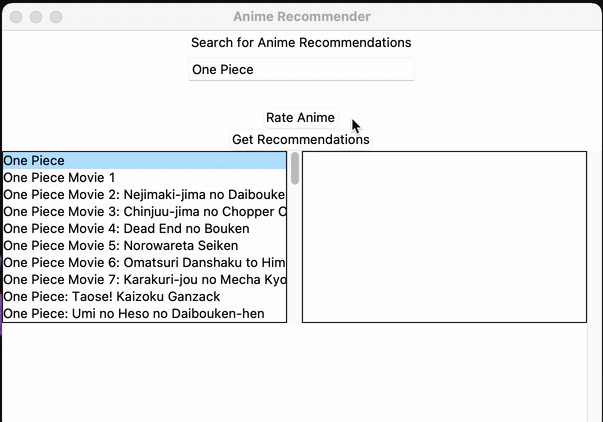 Anime Recommender
Search for Anime Recommendations
One Piece
Rate Anime
Get Recommendations
One Piece
One Piece Movie 1
One Piece Movie 2: Nejimaki-jima no Daibouke
One Piece Movie 3: Chinjuu-jima no Chopper O
One Piece Movie 4: Dead End no Bouken
One Piece Movie 5: Norowareta Seiken
One Piece Movie 6: Omatsuri Danshaku to Him
One Piece Movie 7: Karakuri-jou no Mecha Kyo
One Piece: Taose! Kaizoku Ganzack
One Piece: Umi no Heso no Daibouken-hen